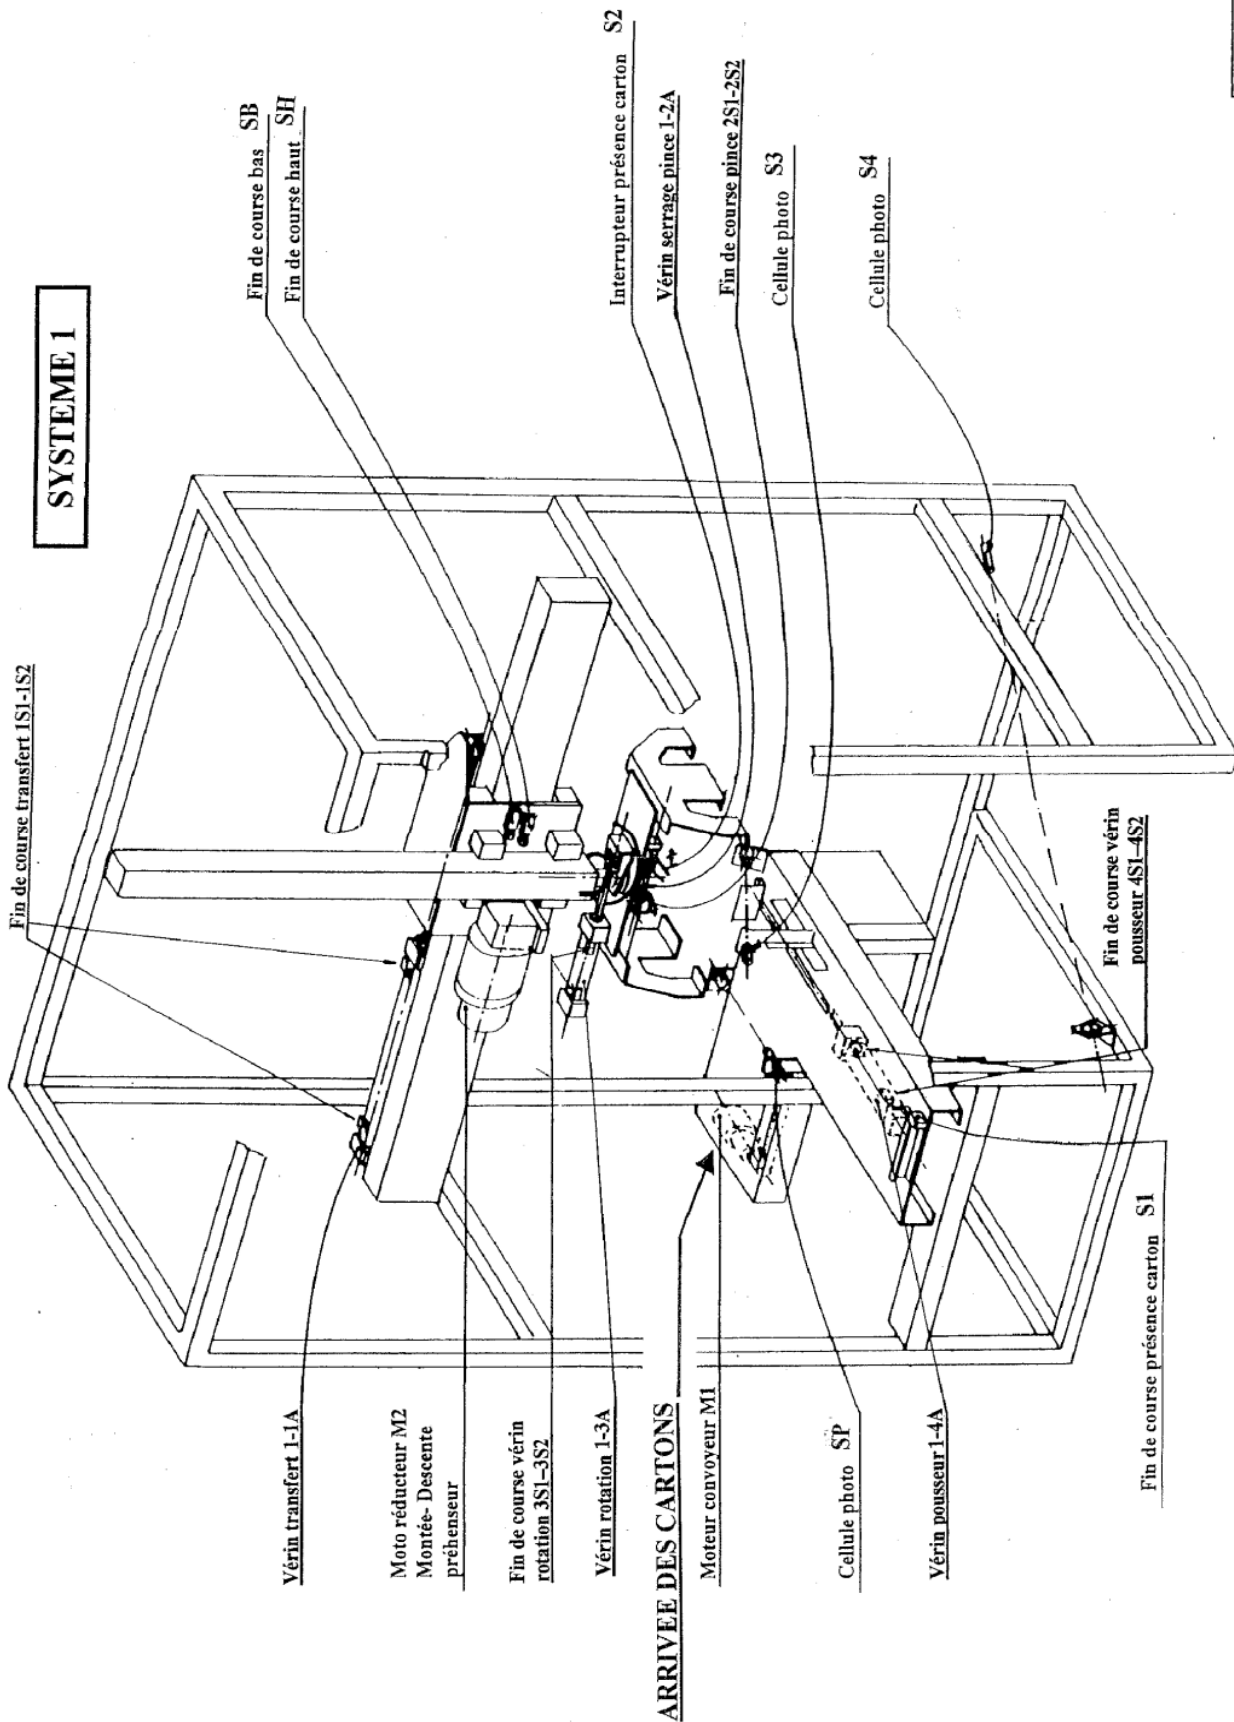 SYSTEME 1
Fin de course transfert 1S1-1S2
Fin de course bas SB
Fin de course haut SH
Interrupteur présence carton S2
Vérin serrage pince 1-2A
Fin de course pince 2S1-2S2
Cellule photo S3
Cellule photo S4
Fin de course vérin
pousseur 4S1-4S2
Vérin transfert 1-1A
Moto réducteur M2
Montée- Descente
préhenseur
Fin de course vérin
rotation 3S1-3S2
Vérin rotation 1-3A
ARRIVEE DES CARTONS
Moteur convoyeur M1
Cellule photo SP
Vérin pousseur1-4A
Fin de course présence carton S1